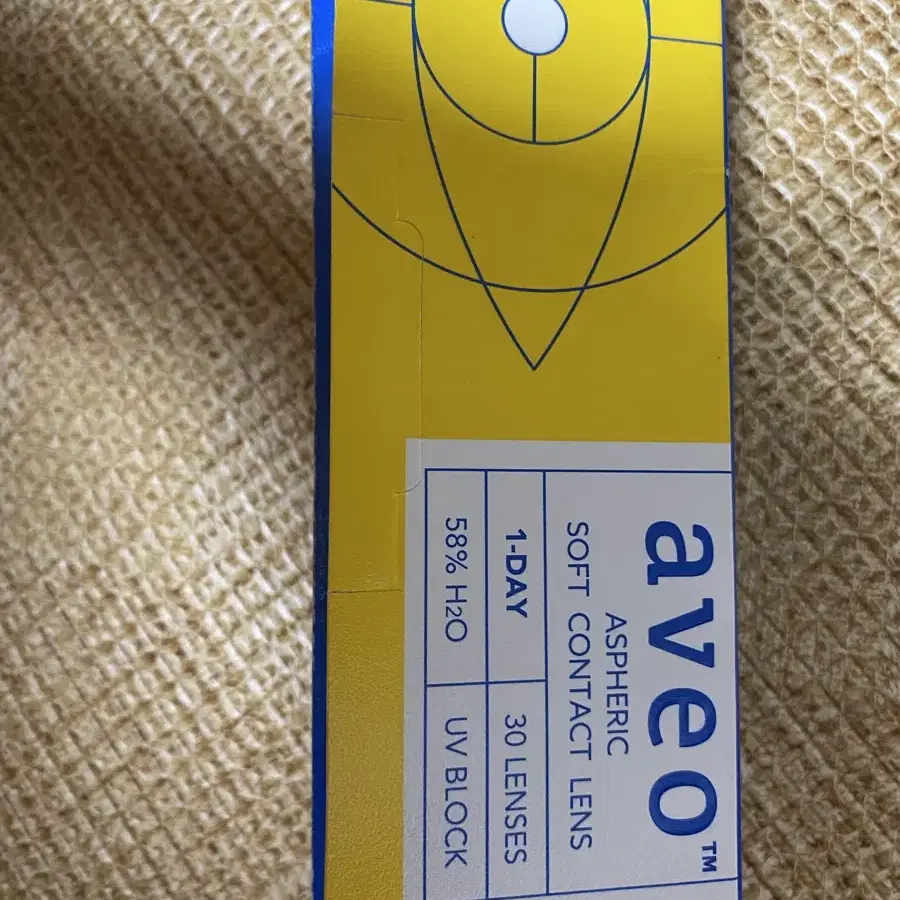 aveo™
ASPHERIC
SOFT CONTACT LENS
1-DAY 30 LENSES
58% H2O UV BLOCK